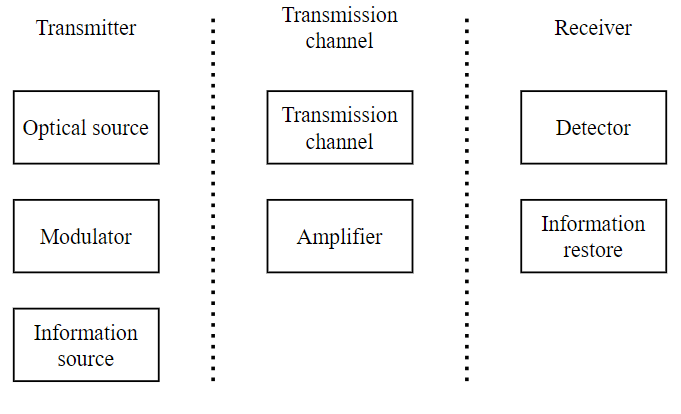 Transmitter
Transmission
channel
Receiver
Optical source
Transmission
channel
Detector
Modulator
Amplifier
Information
restore
Information
source